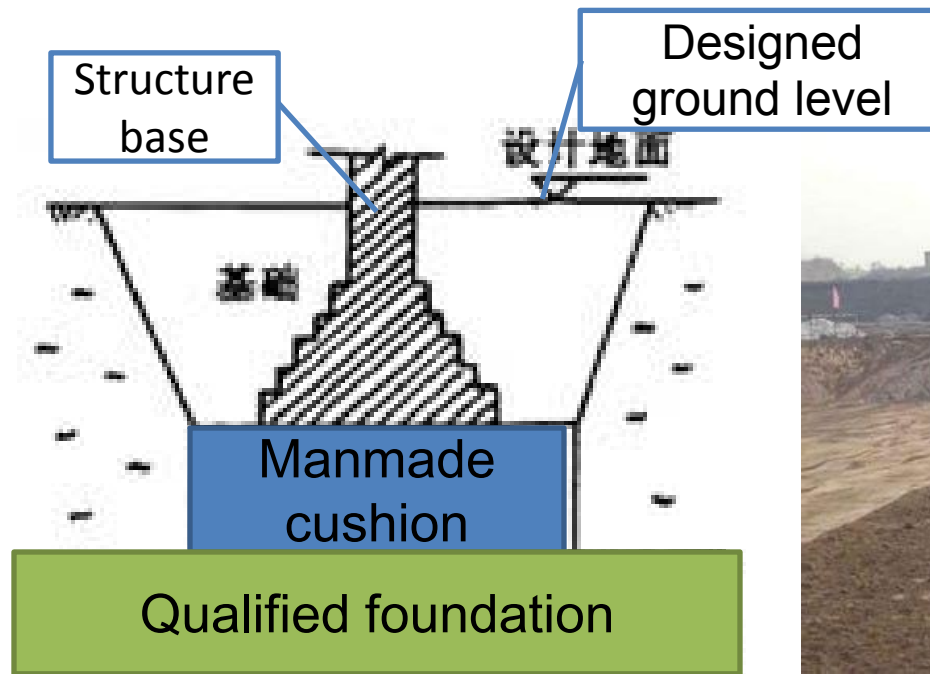 Structure
base
Designed
ground level
设计地面
基础
Manmade
cushion
Qualified foundation